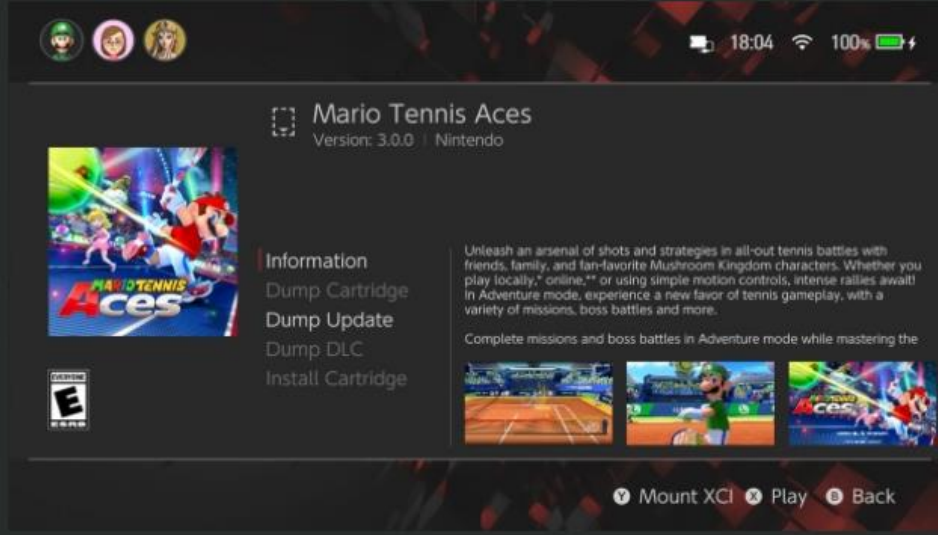 18:04 100%
Mario Tennis Aces
Version: 3.0.0 | Nintendo
MARIO TENNIS
Aces
Information
Dump Cartridge
Dump Update
Dump DLC
Install Cartridge
Unleash an arsenal of shots and strategies in all-out tennis battles with
friends, family, and fan-favorite Mushroom Kingdom characters. Whether you
play locally,* online,** or using simple motion controls, intense rallies await!
In Adventure mode, experience a new favor of tennis gameplay, with a
variety of missions, boss battles and more.
Complete missions and boss battles in Adventure mode while mastering the
EVERYONE
E
ESRB
MARIO TENNIS
Aces
Y Mount XCI X Play B Back